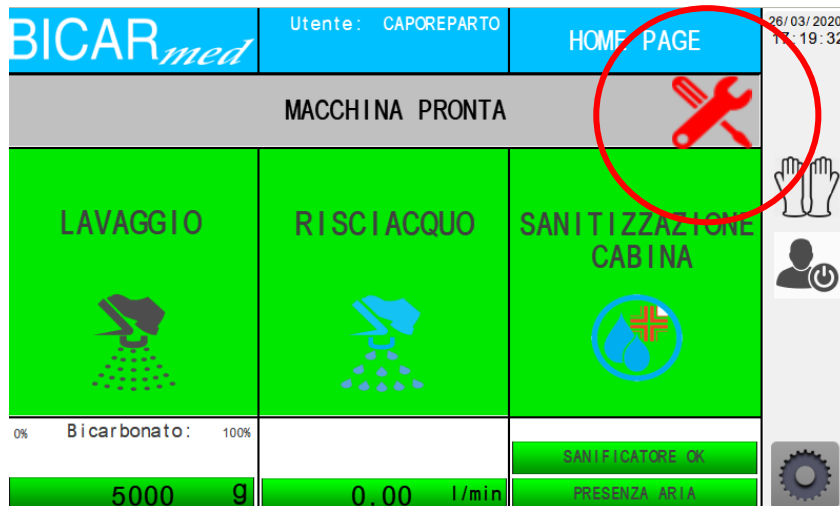 BICARmed
Utente: CAPOREPARTO
HOME PAGE
26/03/2020
17:19:32
MACCHINA PRONTA
LAVAGGIO
RISCIACQUO
SANITIZZAZIONE
CABINA
0% Bicarbonato: 100%
5000 g
0.00 l/min
SANIFICATORE OK
PRESENZA ARIA